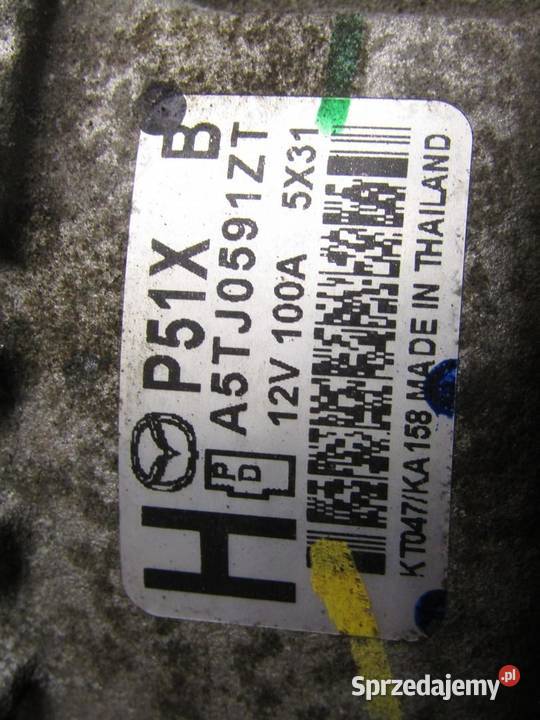 H P51X B
P D A5TJ0591ZT
12V 100A 5X31
KT047/KA158 MADE IN THAILAND
Sprzedajemy.pl